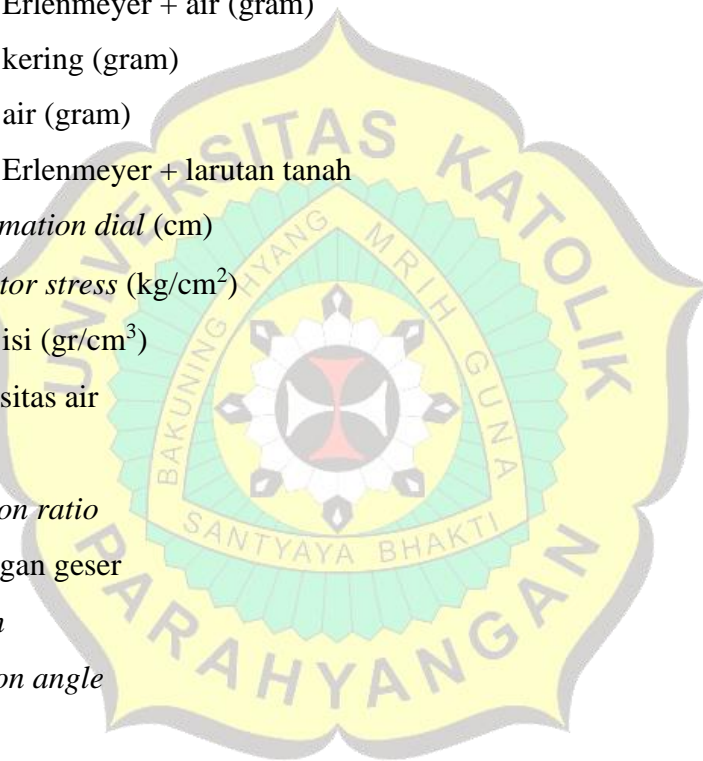 Erlenmeyer + air (gram)
kering (gram)
air (gram)
Erlenmeyer + larutan tanah
mation dial (cm)
tor stress (kg/cm²)
isi (gr/cm³)
sitas air
on ratio
gan geser
n
on angle
UNIVERSITAS KATOLIK
PARAHYANGAN
BAKUNING HYANG MRIH GUNA
SANTYAYA BHAKTI